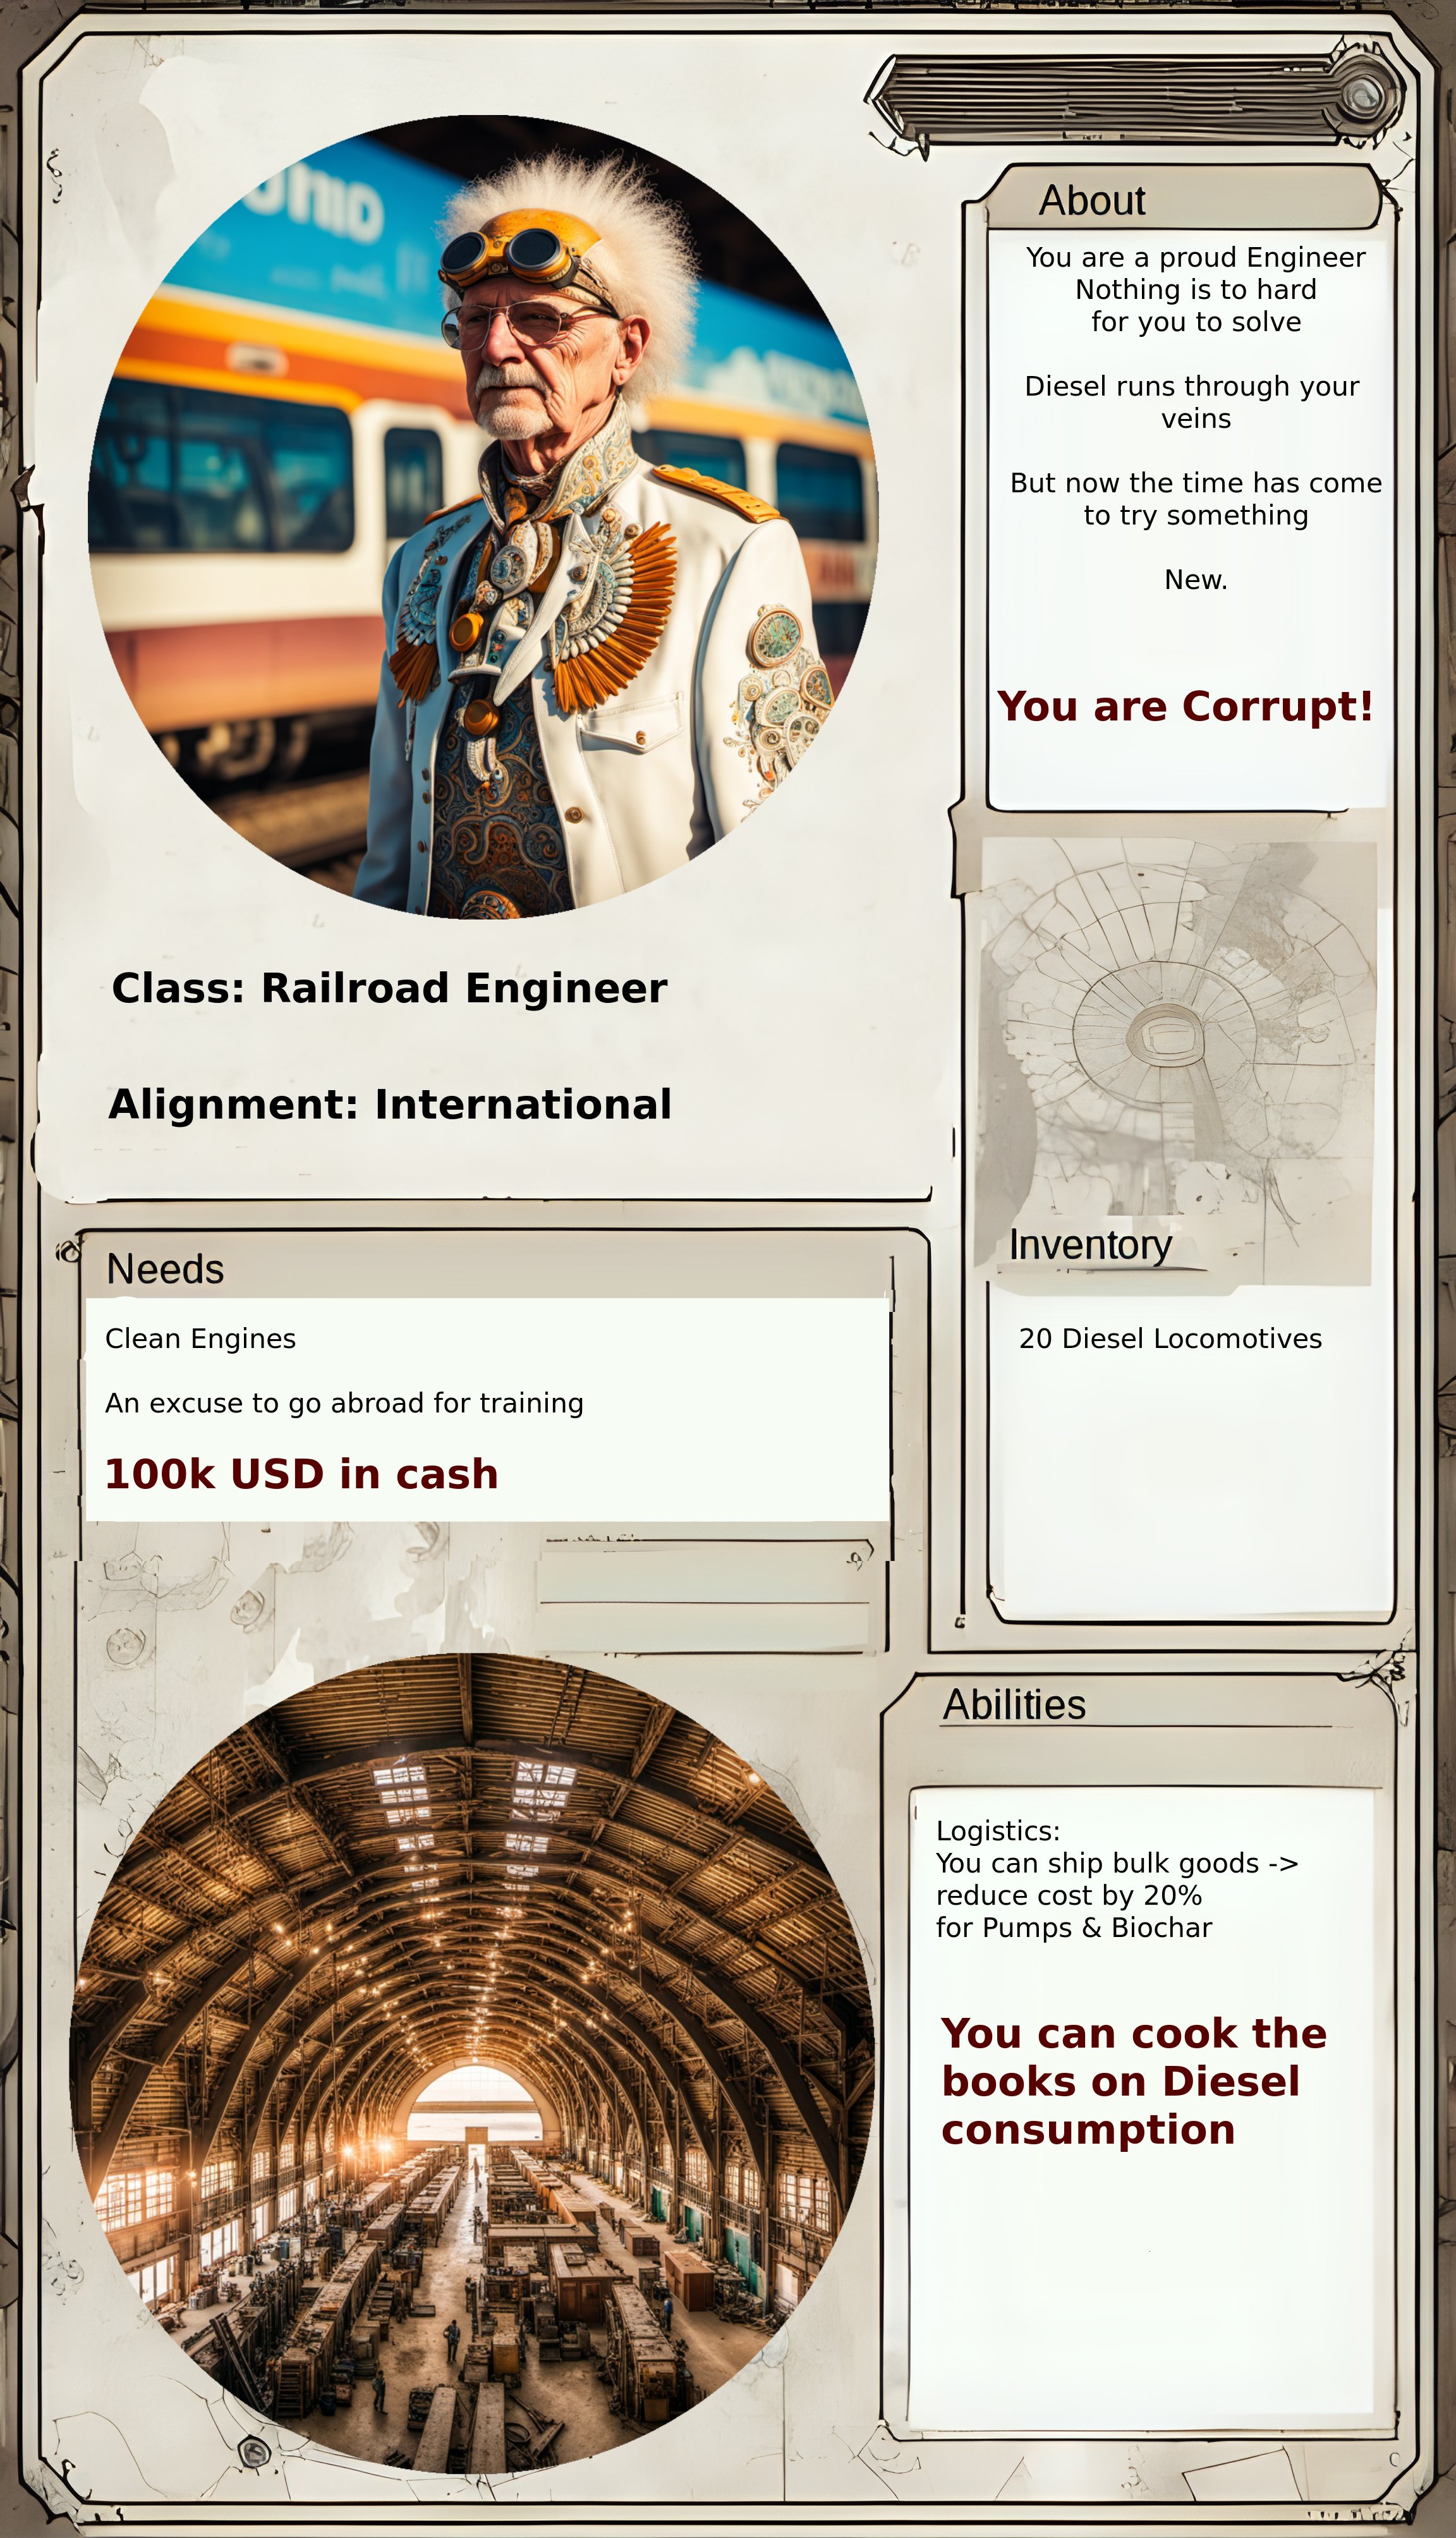 About
You are a proud Engineer
Nothing is to hard
for you to solve
Diesel runs through your
veins
But now the time has come
to try something
New.
You are Corrupt!
Class: Railroad Engineer
Alignment: International
Needs
Clean Engines
An excuse to go abroad for training
100k USD in cash
Inventory
20 Diesel Locomotives
Abilities
Logistics:
You can ship bulk goods ->
reduce cost by 20%
for Pumps & Biochar
You can cook the
books on Diesel
consumption